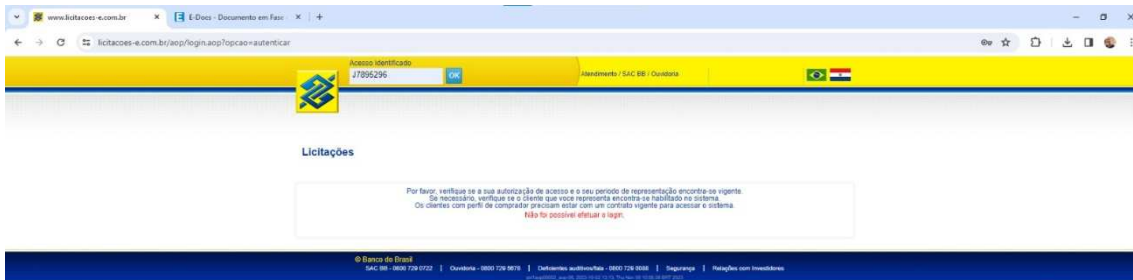 www.licitacoes-e.com.br
E-Docs - Documento em Fase
licitacoes-e.com.br/aop/login.aop?opcao=autenticar
Acesso Identificado
J7895296
OK
Atendimento / SAC BB / Ouvidoria
Licitações
Por favor, verifique se a sua autorização de acesso e o seu período de representação encontra-se vigente.
Se necessário, verifique se o cliente que voce representa encontra-se habilitado no sistema.
Os clientes com perfil de comprador precisam estar com um contrato vigente para acessar o sistema.
Não foi possível efetuar o login.
© Banco do Brasil
SAC BB - 0800 729 0722 | Ouvidoria - 0800 729 5678 | Deficientes auditivos/fala - 0800 729 0088 | Segurança | Relações com Investidores